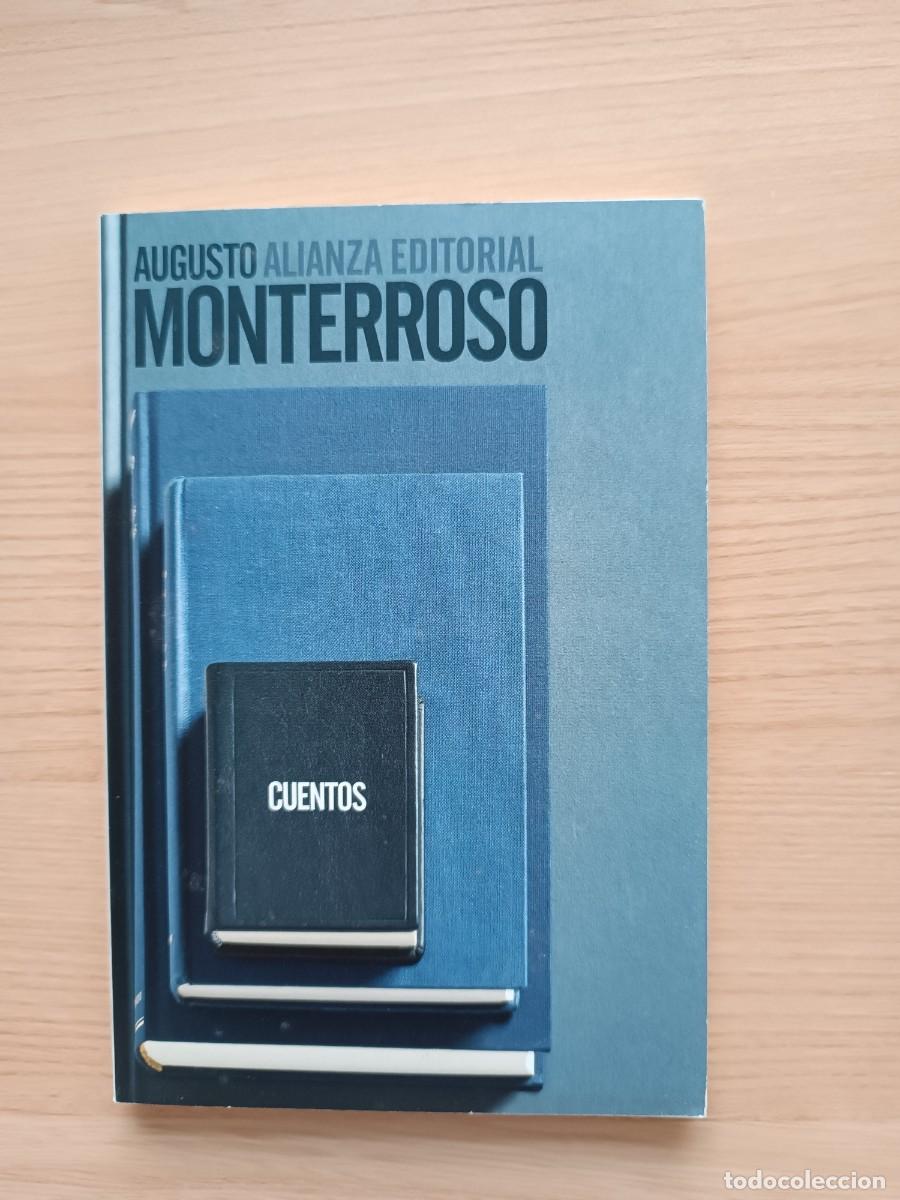 AUGUSTO ALIANZA EDITORIAL
MONTERROSO
CUENTOS
todocoleccion